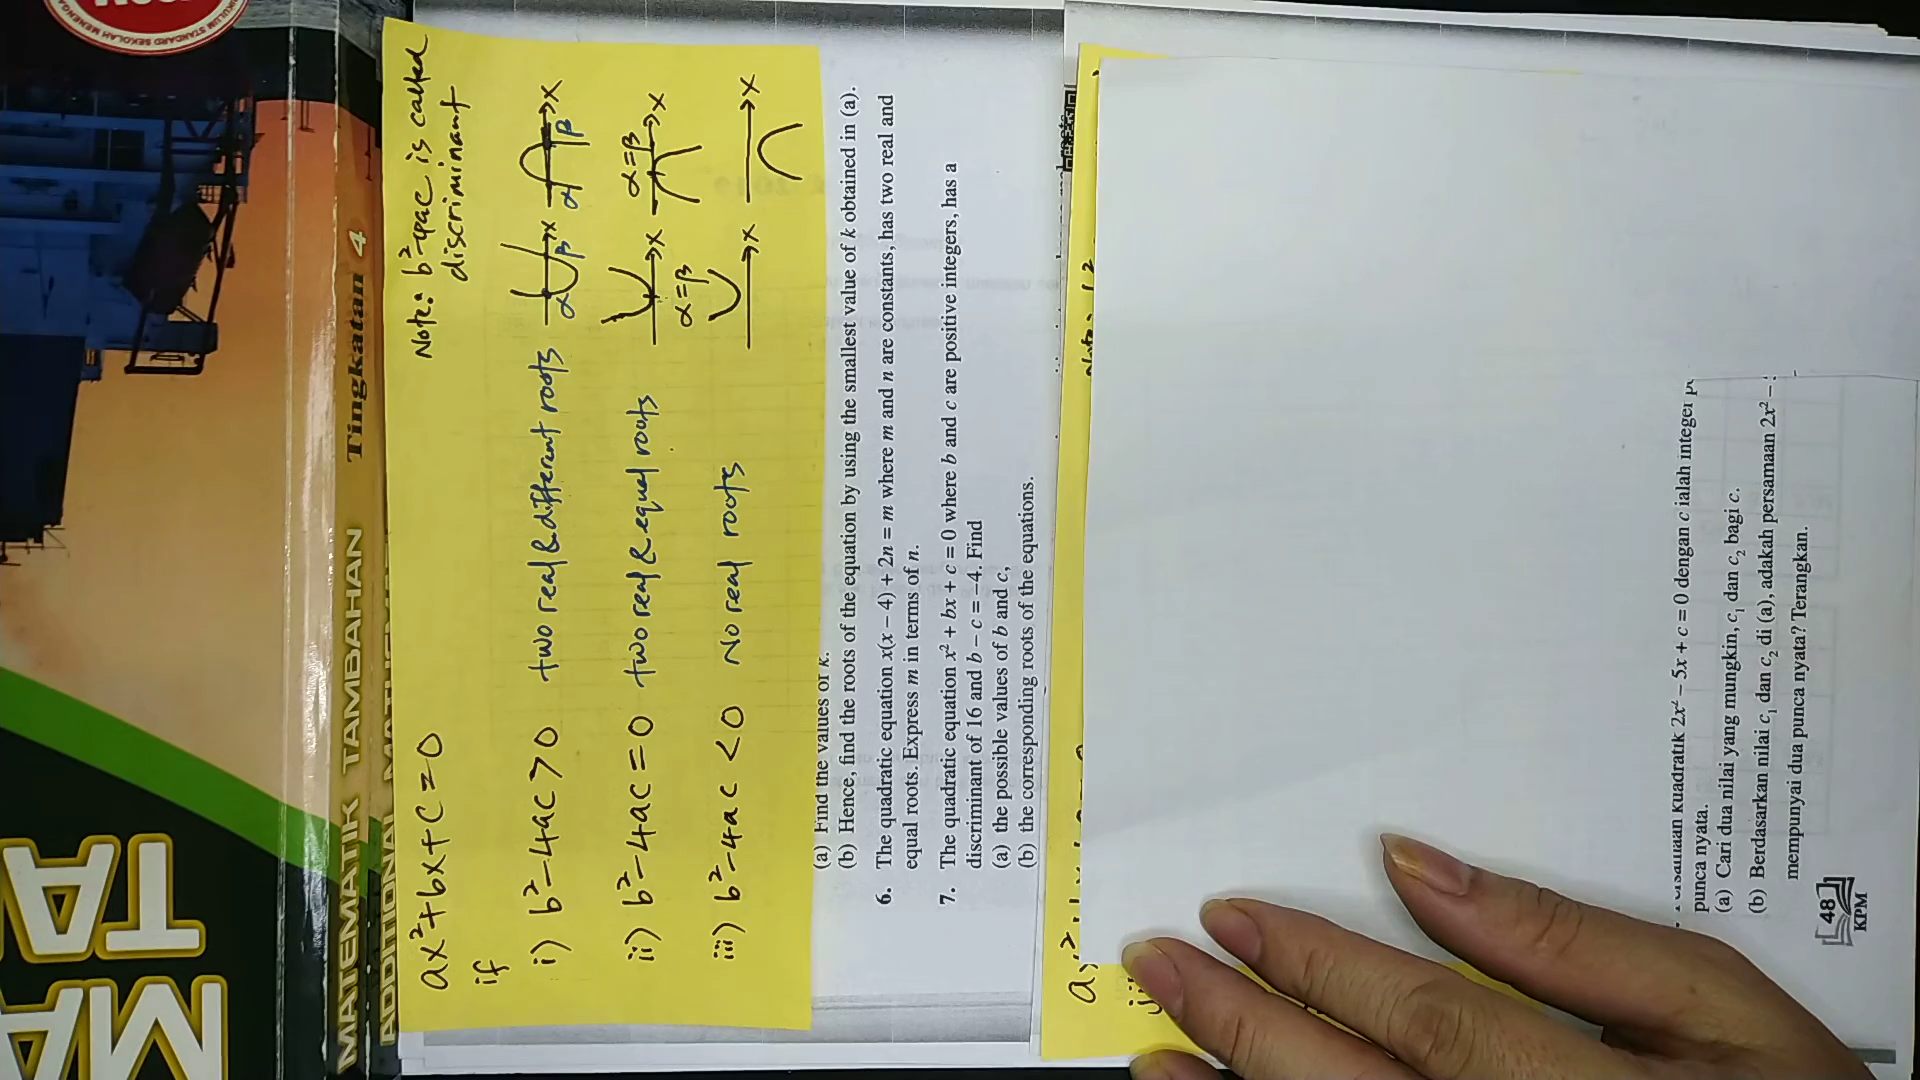 MATEMATIK TAMBAHAN Tingkatan 4
ax²+bx+c=0
Note: b²-4ac is called
discriminant
if
i) b²-4ac>0 two real & different roots
α β x
α β x
ii) b²-4ac=0 two real & equal roots
α=β x
α=β x
iii) b²-4ac<0 No real roots
x
x
(a) Find the values of k.
(b) Hence, find the roots of the equation by using the smallest value of k obtained in (a).
6. The quadratic equation x(x – 4) + 2n = m where m and n are constants, has two real and
equal roots. Express m in terms of n.
7. The quadratic equation x² + bx + c = 0 where b and c are positive integers, has a
discriminant of 16 and b – c = –4. Find
(a) the possible values of b and c,
(b) the corresponding roots of the equations.
kuadratik 2x² – 5x + c = 0 dengan c ialah integer
punca nyata.
(a) Cari dua nilai yang mungkin, c₁ dan c₂ bagi c.
(b) Berdasarkan nilai c₁ dan c₂ di (a), adakah persamaan 2x² –
mempunyai dua punca nyata? Terangkan.
48
KPM